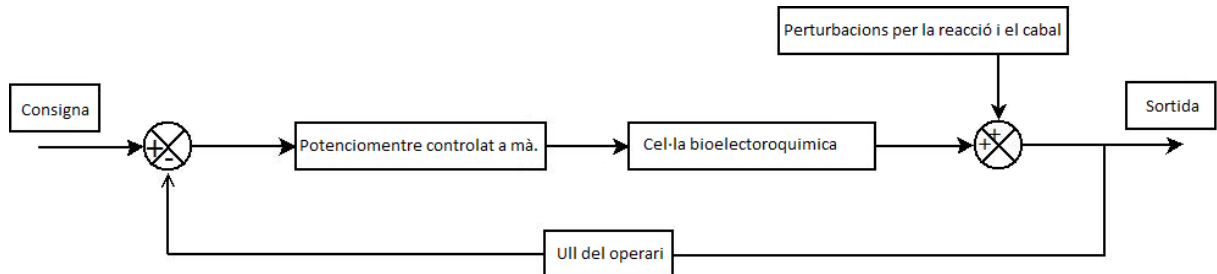 Perturbacions per la reacció i el cabal
Consigna
Sortida
+
-
Potenciomentre controlat a mà.
Cel·la bioelectoroquimica
+
+
Ull del operari